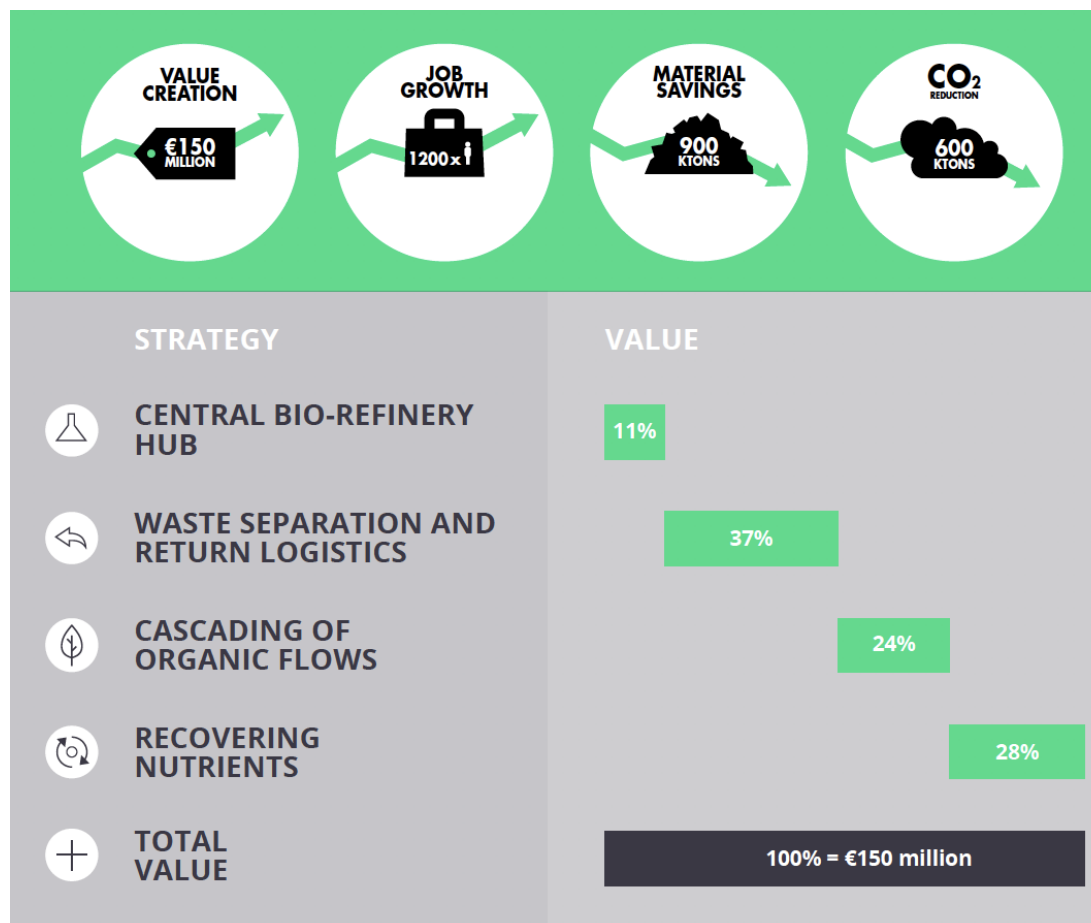 VALUE
CREATION
€150
MILLION
JOB
GROWTH
1200x
MATERIAL
SAVINGS
900
KTONS
CO₂
REDUCTION
600
KTONS
STRATEGY
VALUE
CENTRAL BIO-REFINERY
HUB
11%
WASTE SEPARATION AND
RETURN LOGISTICS
37%
CASCADING OF
ORGANIC FLOWS
24%
RECOVERING
NUTRIENTS
28%
TOTAL
VALUE
100% = €150 million